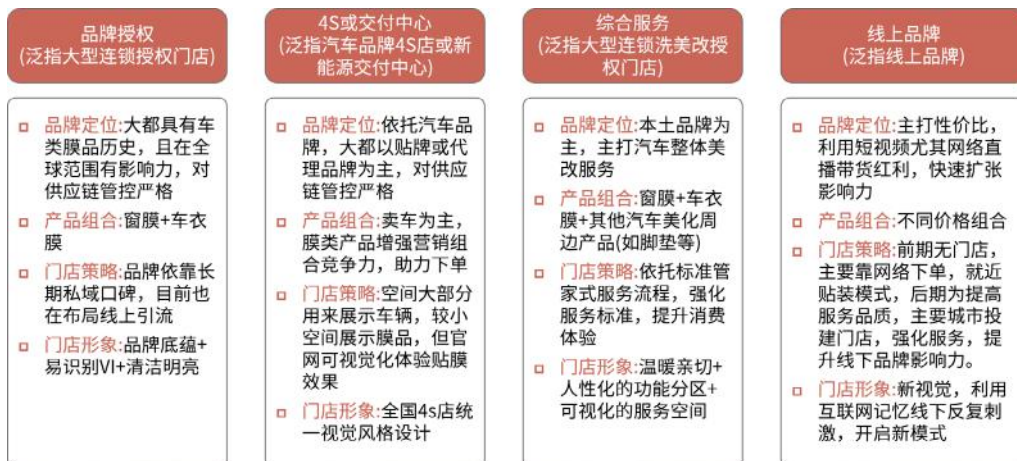 品牌授权
(泛指大型连锁授权门店)
品牌定位:大都具有车
类膜品历史，且在全
球范围有影响力，对
供应链管控严格
产品组合:窗膜+车衣
膜
门店策略:品牌依靠长
期私域口碑，目前也
在布局线上引流
门店形象:品牌底蕴+
易识别VI+清洁明亮
4S或交付中心
(泛指汽车品牌4S店或新
能源交付中心)
品牌定位:依托汽车品
牌，大都以贴牌或代
理品牌为主，对供应
链管控严格
产品组合:卖车为主，
膜类产品增强营销组
合竞争力，助力下单
门店策略:空间大部分
用来展示车辆，较小
空间展示膜品，但官
网可视觉化体验贴膜
效果
门店形象:全国4s店统
一视觉风格设计
综合服务
(泛指大型连锁洗美改授
权门店)
品牌定位:本土品牌为
主，主打汽车整体美
改服务
产品组合:窗膜+车衣
膜+其他汽车美化周
边产品(如脚垫等)
门店策略:依托标准管
家式服务流程，强化
服务标准，提升消费
体验
门店形象:温暖亲切+
人性化的功能分区+
可视化的服务空间
线上品牌
(泛指线上品牌)
品牌定位:主打性价比，
利用短视频尤其网络直
播带货红利，快速扩张
影响力
产品组合:不同价格组合
门店策略:前期无门店，
主要靠网络下单，就近
贴装模式，后期为提高
服务品质，主要城市投
建门店，强化服务，提
升线下品牌影响力。
门店形象:新视觉，利用
互联网记忆线下反复刺
激，开启新模式